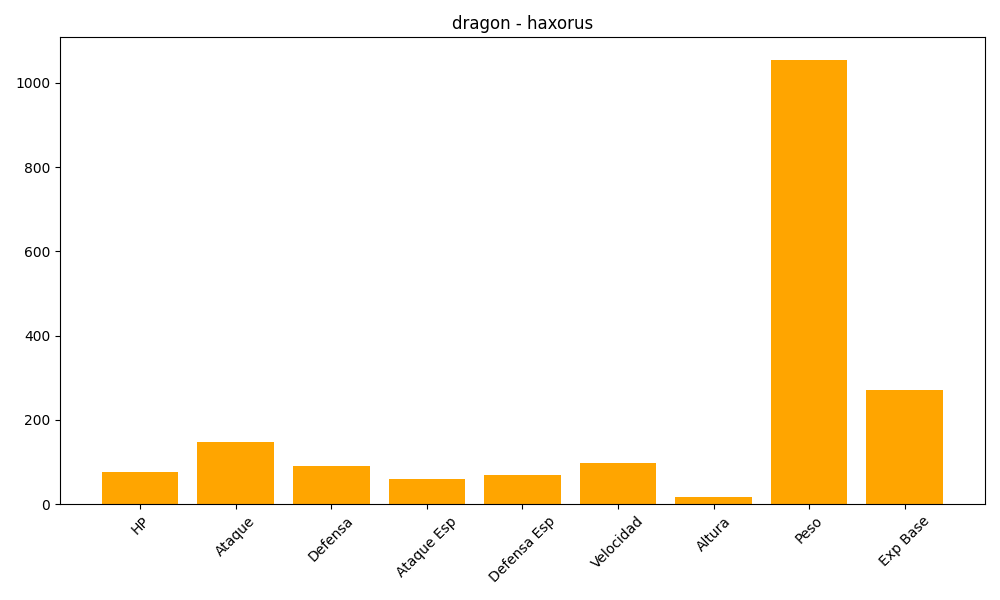 dragon - haxorus
1000
800
600
400
200
0
HP
Ataque
Defensa
Ataque Esp
Defensa Esp
Velocidad
Altura
Peso
Exp Base